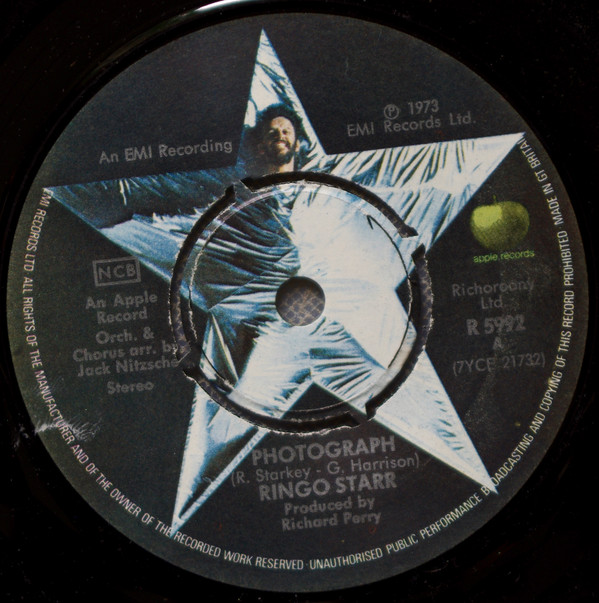 An EMI Recording
℗ 1973
EMI Records Ltd.
apple records
NCB
An Apple
Record
Orch. &
Chorus arr. by
Jack Nitzsche
Stereo
Richoroony
Ltd.
R 5992
A
(7YCE 21732)
PHOTOGRAPH
(R. Starkey - G. Harrison)
RINGO STARR
Produced by
Richard Perry
EMI RECORDS LTD ALL RIGHTS OF THE MANUFACTURER AND OF THE OWNER OF THE RECORDED WORK RESERVED · UNAUTHORISED PUBLIC PERFORMANCE BROADCASTING AND COPYING OF THIS RECORD PROHIBITED MADE IN GT BRITAIN